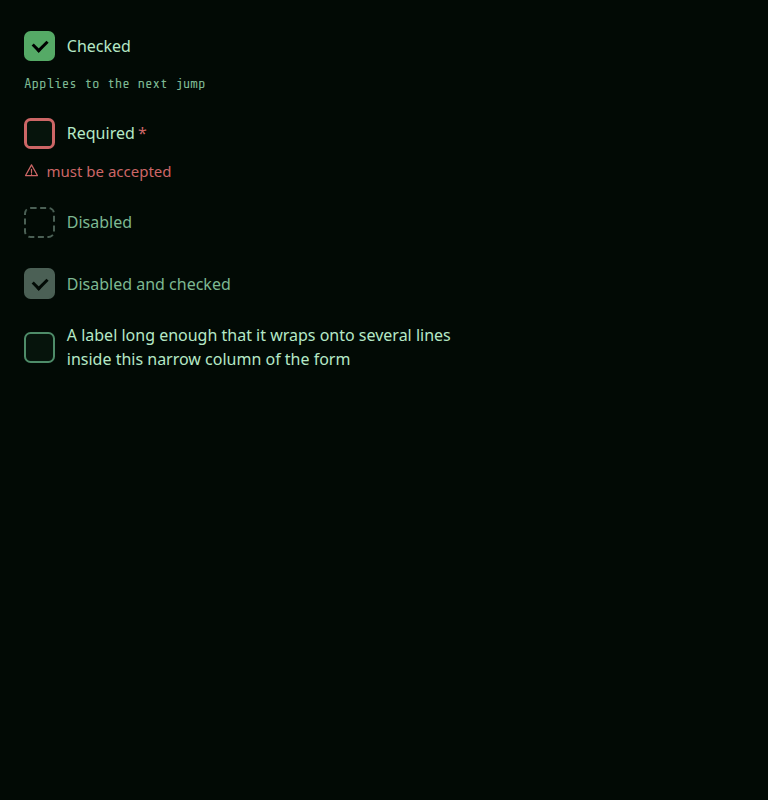 Checked
Applies to the next jump
Required *
⚠ must be accepted
Disabled
Disabled and checked
A label long enough that it wraps onto several lines
inside this narrow column of the form